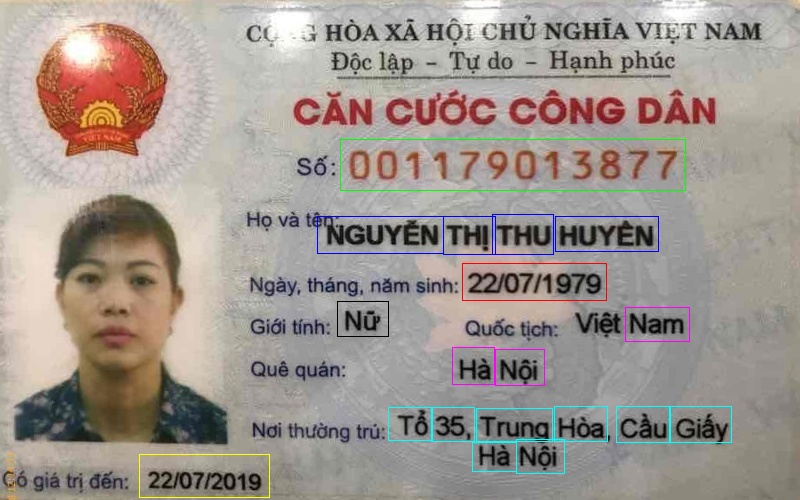 CỘNG HÒA XÃ HỘI CHỦ NGHĨA VIỆT NAM
Độc lập - Tự do - Hạnh phúc
CĂN CƯỚC CÔNG DÂN
VIỆT NAM
Số: 001179013877
Họ và tên:
NGUYỄN THỊ THU HUYỀN
Ngày, tháng, năm sinh: 22/07/1979
Giới tính: Nữ Quốc tịch: Việt Nam
Quê quán: Hà Nội
Nơi thường trú: Tổ 35, Trung Hòa, Cầu Giấy
Hà Nội
Có giá trị đến: 22/07/2019